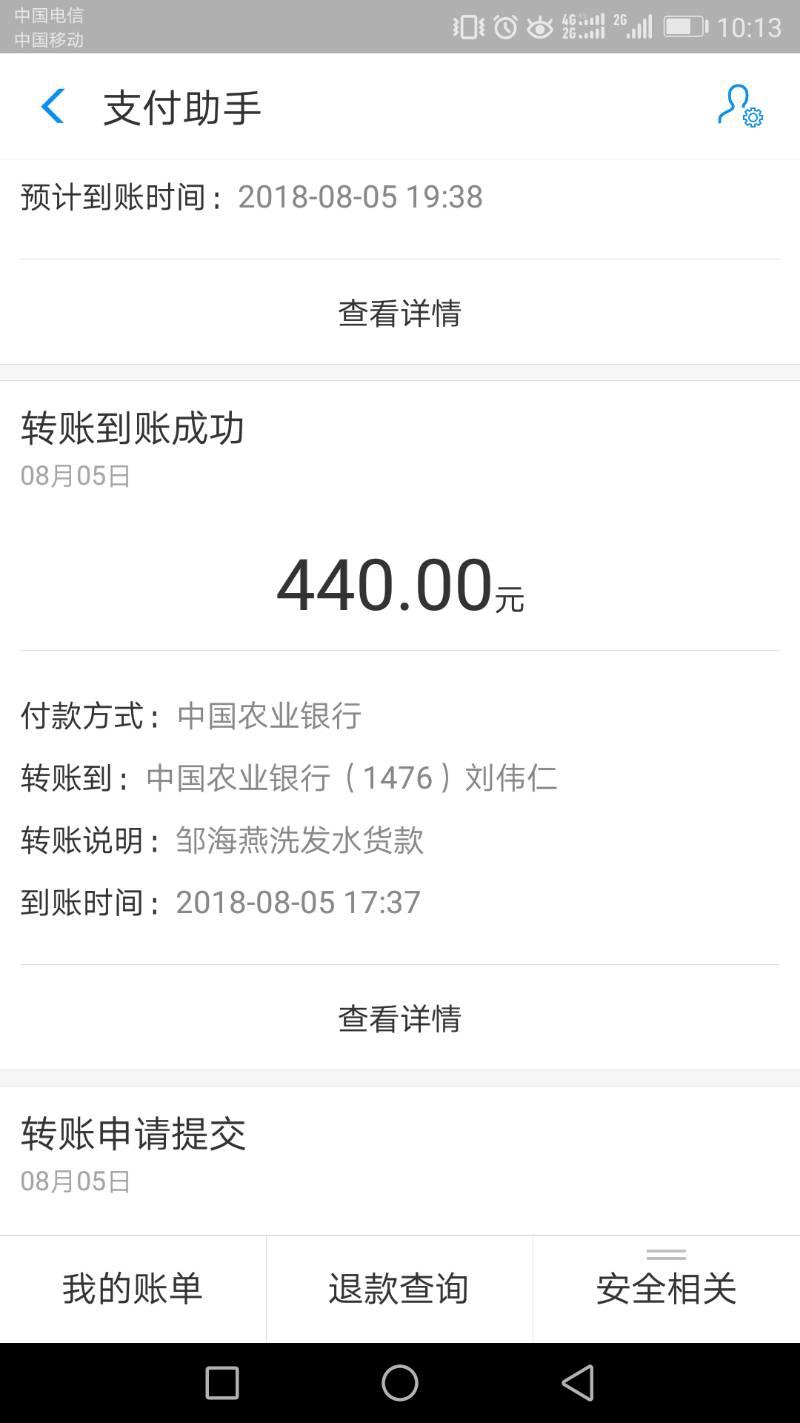 中国电信
中国移动
4G 2G 2G 10:13
支付助手
预计到账时间：2018-08-05 19:38
查看详情
转账到账成功
08月05日
440.00元
付款方式：中国农业银行
转账到：中国农业银行（1476）刘伟仁
转账说明：邹海燕洗发水货款
到账时间：2018-08-05 17:37
查看详情
转账申请提交
08月05日
我的账单 退款查询 安全相关